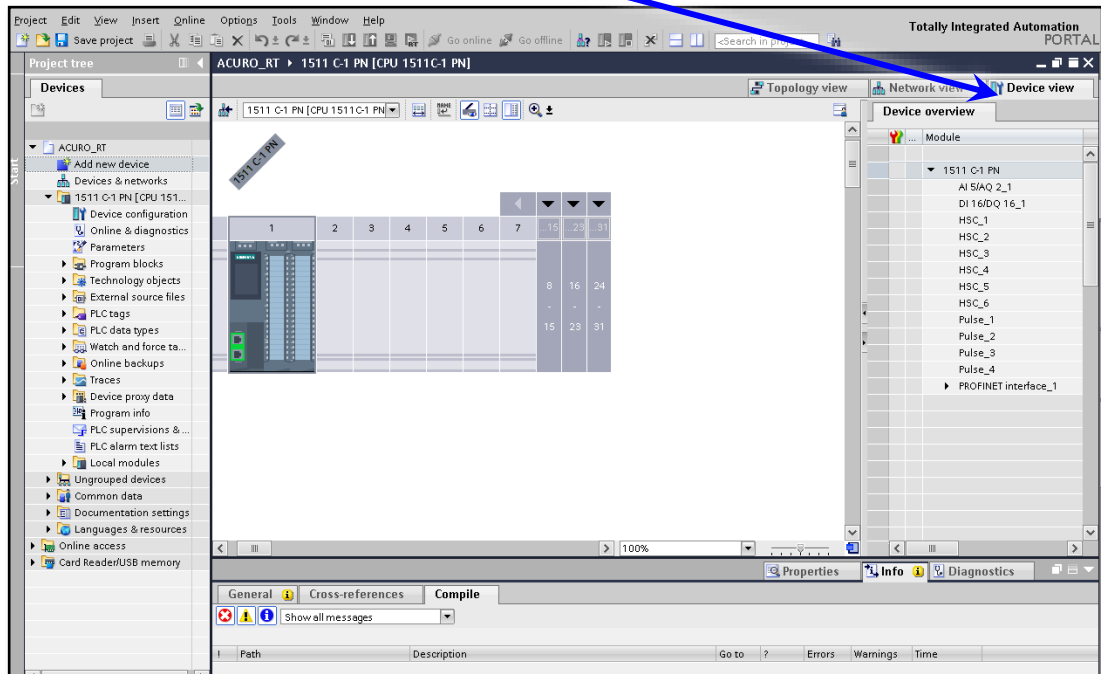 Project Edit View Insert Online Options Tools Window Help
Totally Integrated Automation
PORTAL
Save project Go online Go offline <Search in project
Project tree
ACURO_RT 1511 C-1 PN [CPU 1511C-1 PN]
Devices
Topology view Network view Device view
1511 C-1 PN [CPU 1511C-1 PN
Device overview
... Module
1511 C-1 PN
AI 5/AQ 2_1
DI 16/DQ 16_1
HSC_1
HSC_2
HSC_3
HSC_4
HSC_5
HSC_6
Pulse_1
Pulse_2
Pulse_3
Pulse_4
PROFINET interface_1
Start
ACURO_RT
Add new device
Devices & networks
1511 C-1 PN [CPU 151...
Device configuration
Online & diagnostics
Parameters
Program blocks
Technology objects
External source files
PLC tags
PLC data types
Watch and force ta...
Online backups
Traces
Device proxy data
Program info
PLC supervisions & ...
PLC alarm text lists
Local modules
Ungrouped devices
Common data
Documentation settings
Languages & resources
Online access
Card Reader/USB memory
1511 C-1 PN
1 2 3 4 5 6 7 ...15 ...23 ...31
SIEMENS
8 16 24
- - -
15 23 31
100%
Properties Info Diagnostics
General Cross-references Compile
Show all messages
! Path Description Go to ? Errors Warnings Time